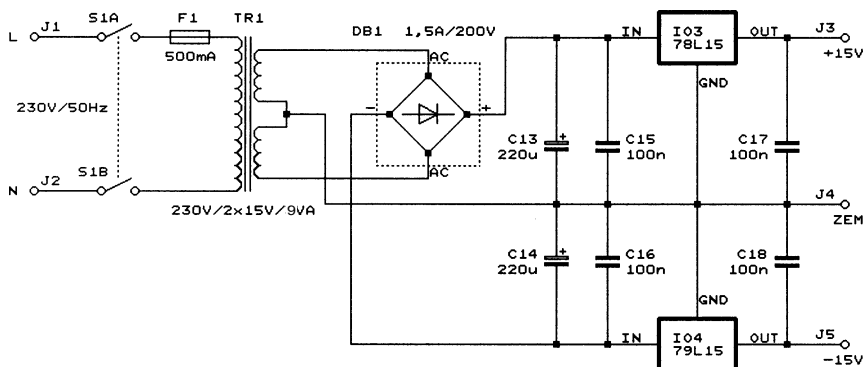 L J1 S1A F1 TR1
500mA
230V/50Hz
N J2 S1B
230V/2x15V/9VA
DB1 1,5A/200V
AC
- +
AC
IN IO3 OUT J3
78L15 +15V
GND
C13 + C15 C17
220u 100n 100n
J4
ZEM
C14 + C16 C18
220u 100n 100n
GND
IN IO4 OUT J5
79L15 -15V